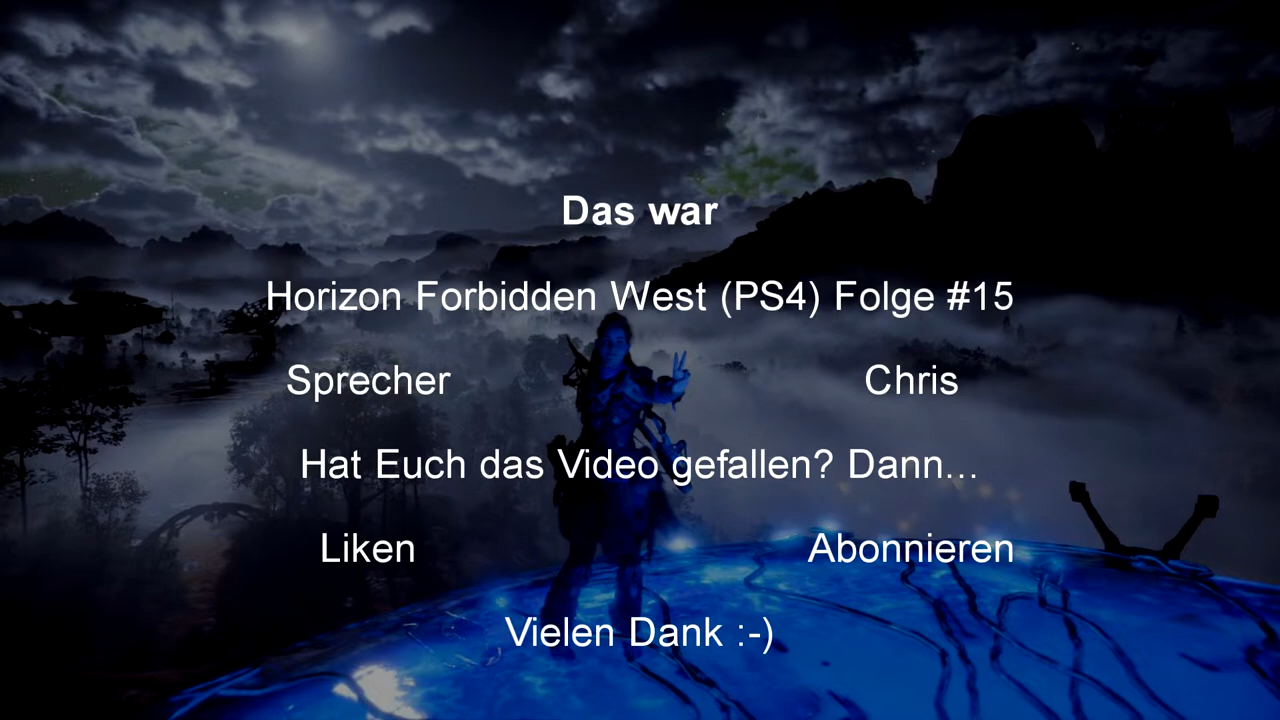 Das war
Horizon Forbidden West (PS4) Folge #15
Sprecher Chris
Hat Euch das Video gefallen? Dann...
Liken Abonnieren
Vielen Dank :-)